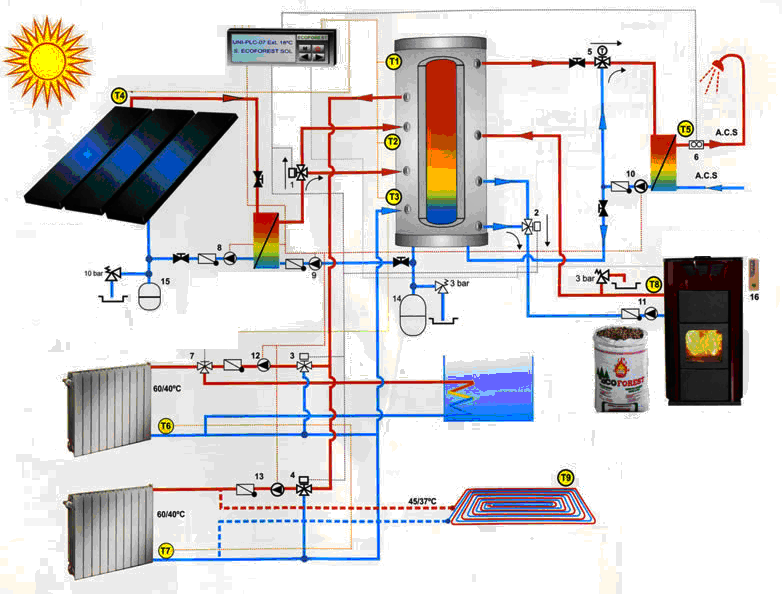 ECOFOREST
UNI-PLC-07 Ext. 16ºC
S: ECOFOREST SOL
T1
5
T
T4
T5
6
A.C.S
T2
1
10
A.C.S
T3
2
8
9
10 bar
15
14
3 bar
3 bar
T8
16
11
7
12
3
60/40ºC
ECOFOREST
T6
13
4
T9
45/37ºC
60/40ºC
T7